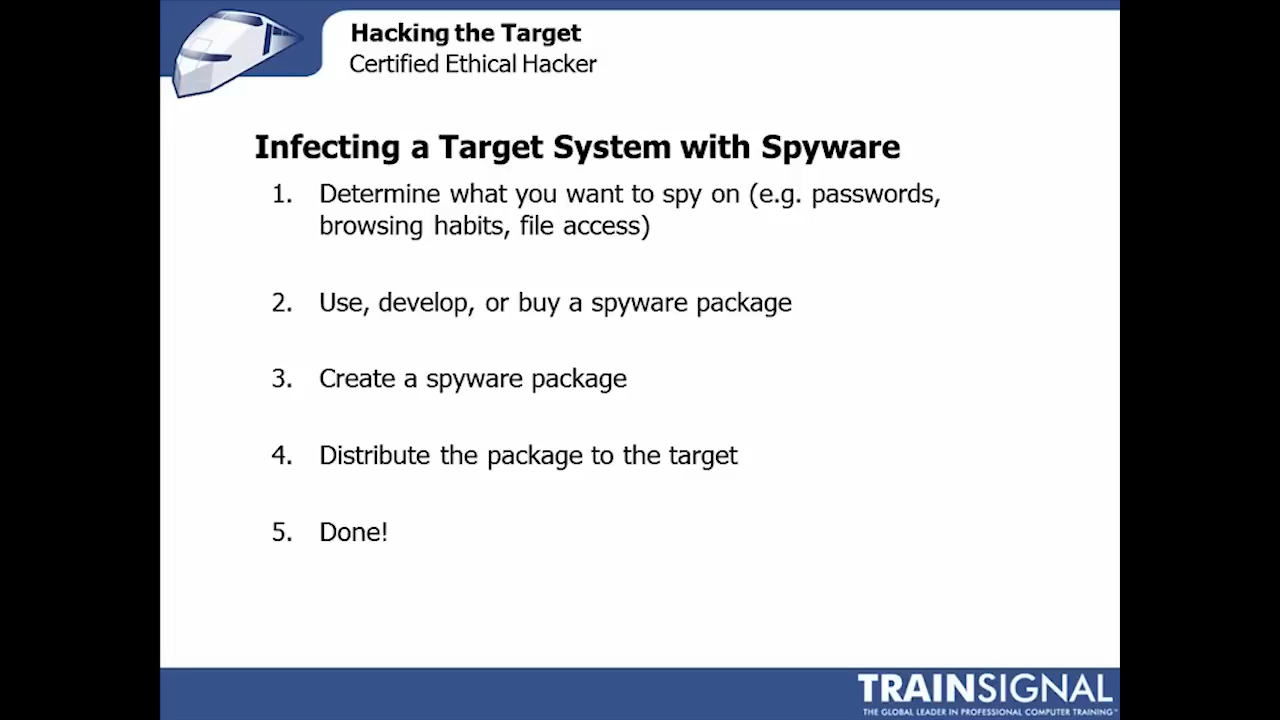 Hacking the Target
Certified Ethical Hacker
Infecting a Target System with Spyware
1. Determine what you want to spy on (e.g. passwords,
browsing habits, file access)
2. Use, develop, or buy a spyware package
3. Create a spyware package
4. Distribute the package to the target
5. Done!
TRAINSIGNAL
THE GLOBAL LEADER IN PROFESSIONAL COMPUTER TRAINING